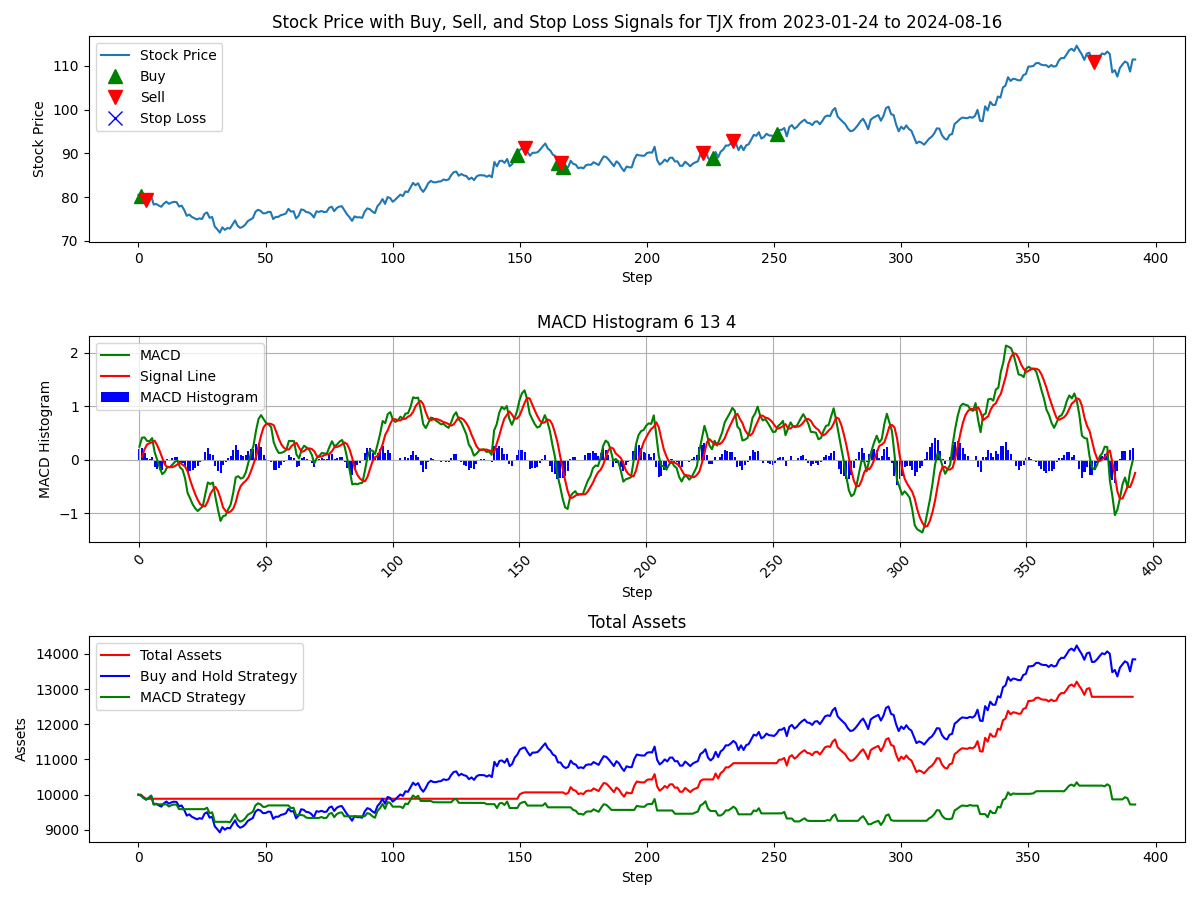 Stock Price with Buy, Sell, and Stop Loss Signals for TJX from 2023-01-24 to 2024-08-16
Stock Price
Buy
Sell
Stop Loss
Stock Price
110
100
90
80
70
0 50 100 150 200 250 300 350 400
Step
MACD Histogram 6 13 4
MACD
Signal Line
MACD Histogram
MACD Histogram
2
1
0
−1
0 50 100 150 200 250 300 350 400
Step
Total Assets
Total Assets
Buy and Hold Strategy
MACD Strategy
Assets
14000
13000
12000
11000
10000
9000
0 50 100 150 200 250 300 350 400
Step